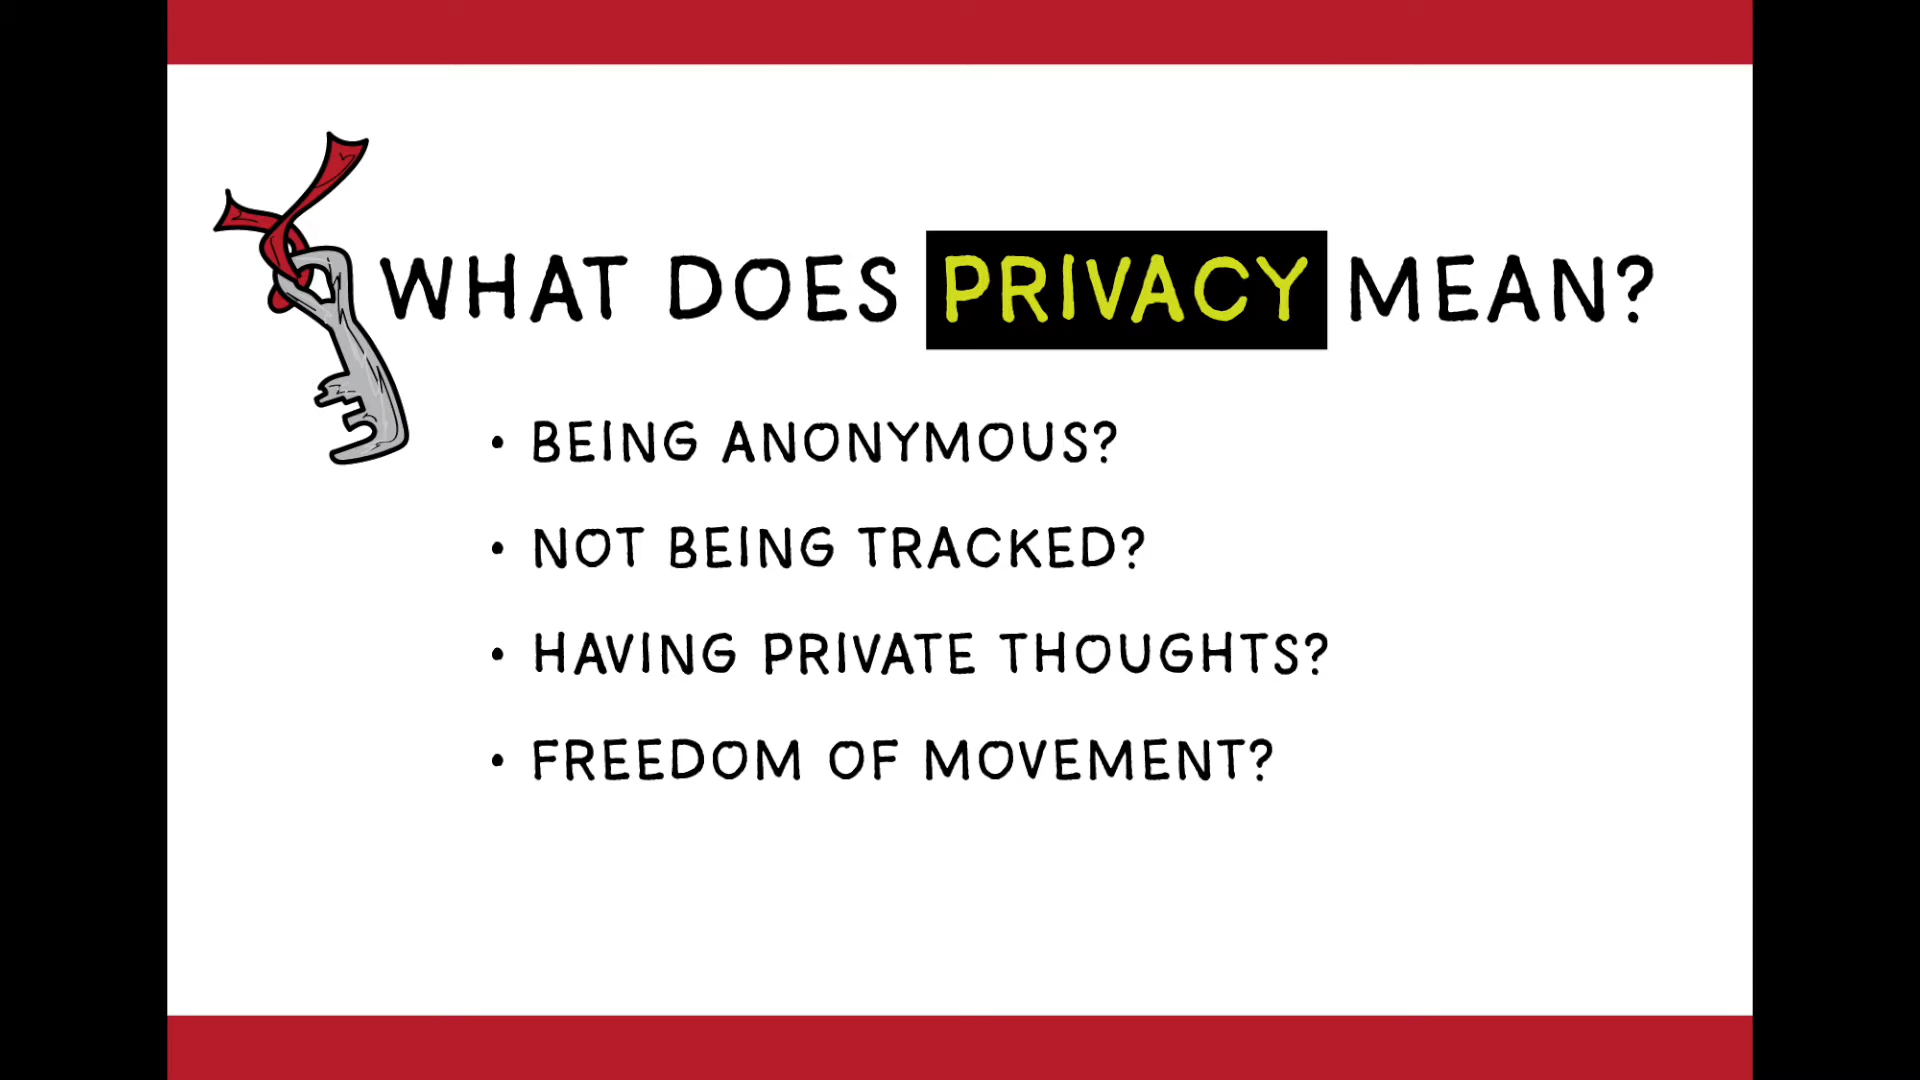 WHAT DOES PRIVACY MEAN?
• BEING ANONYMOUS?
• NOT BEING TRACKED?
• HAVING PRIVATE THOUGHTS?
• FREEDOM OF MOVEMENT?